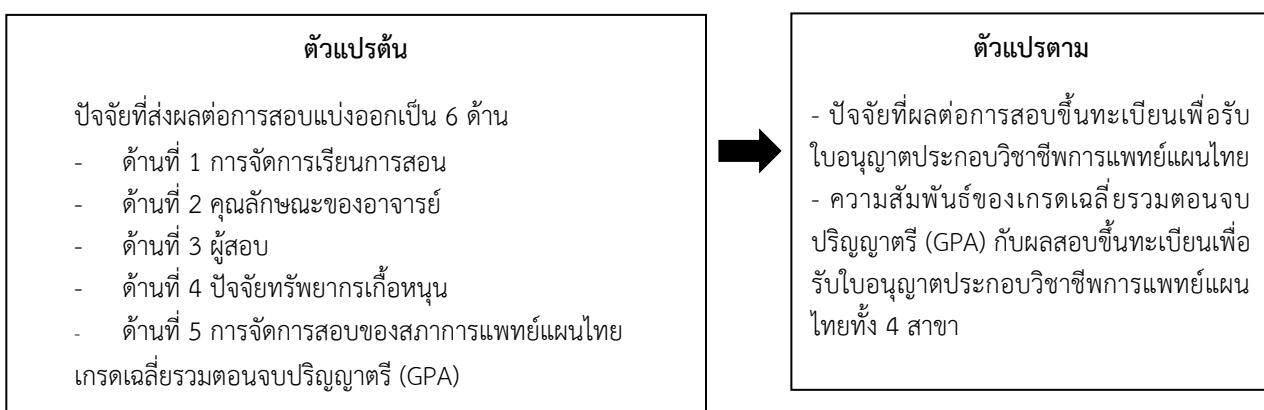 ตัวแปรต้น
ปัจจัยที่ส่งผลต่อการสอบแบ่งออกเป็น 6 ด้าน
- ด้านที่ 1 การจัดการเรียนการสอน
- ด้านที่ 2 คุณลักษณะของอาจารย์
- ด้านที่ 3 ผู้สอบ
- ด้านที่ 4 ปัจจัยทรัพยากรเกื้อหนุน
- ด้านที่ 5 การจัดการสอบของสภาการแพทย์แผนไทย
เกรดเฉลี่ยรวมตอนจบปริญญาตรี (GPA)
ตัวแปรตาม
- ปัจจัยที่ผลต่อการสอบขึ้นทะเบียนเพื่อรับ
ใบอนุญาตประกอบวิชาชีพการแพทย์แผนไทย
- ความสัมพันธ์ของเกรดเฉลี่ยรวมตอนจบ
ปริญญาตรี (GPA) กับผลสอบขึ้นทะเบียนเพื่อ
รับใบอนุญาตประกอบวิชาชีพการแพทย์แผน
ไทยทั้ง 4 สาขา